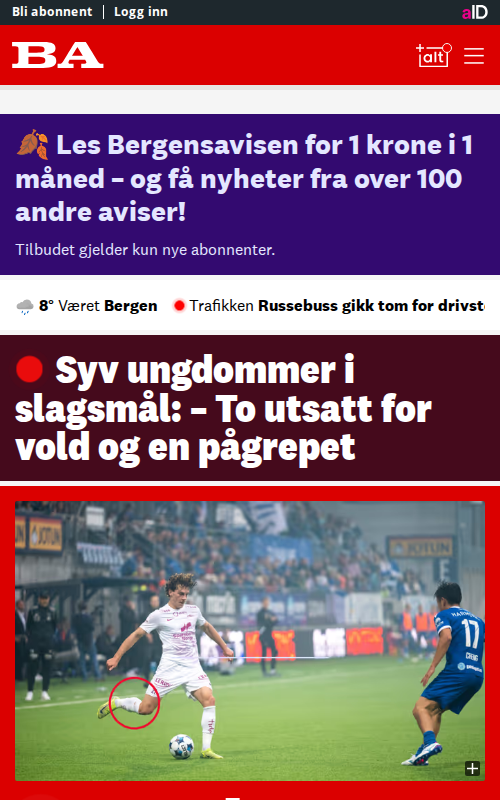 Bli abonnent | Logg inn
aID
BA
+alt
🍂 Les Bergensavisen for 1 krone i 1
måned – og få nyheter fra over 100
andre aviser!
Tilbudet gjelder kun nye abonnenter.
8° Været Bergen Trafikken Russebuss gikk tom for drivst
Syv ungdommer i
slagsmål: – To utsatt for
vold og en pågrepet
JOTUN
JOTUN
17